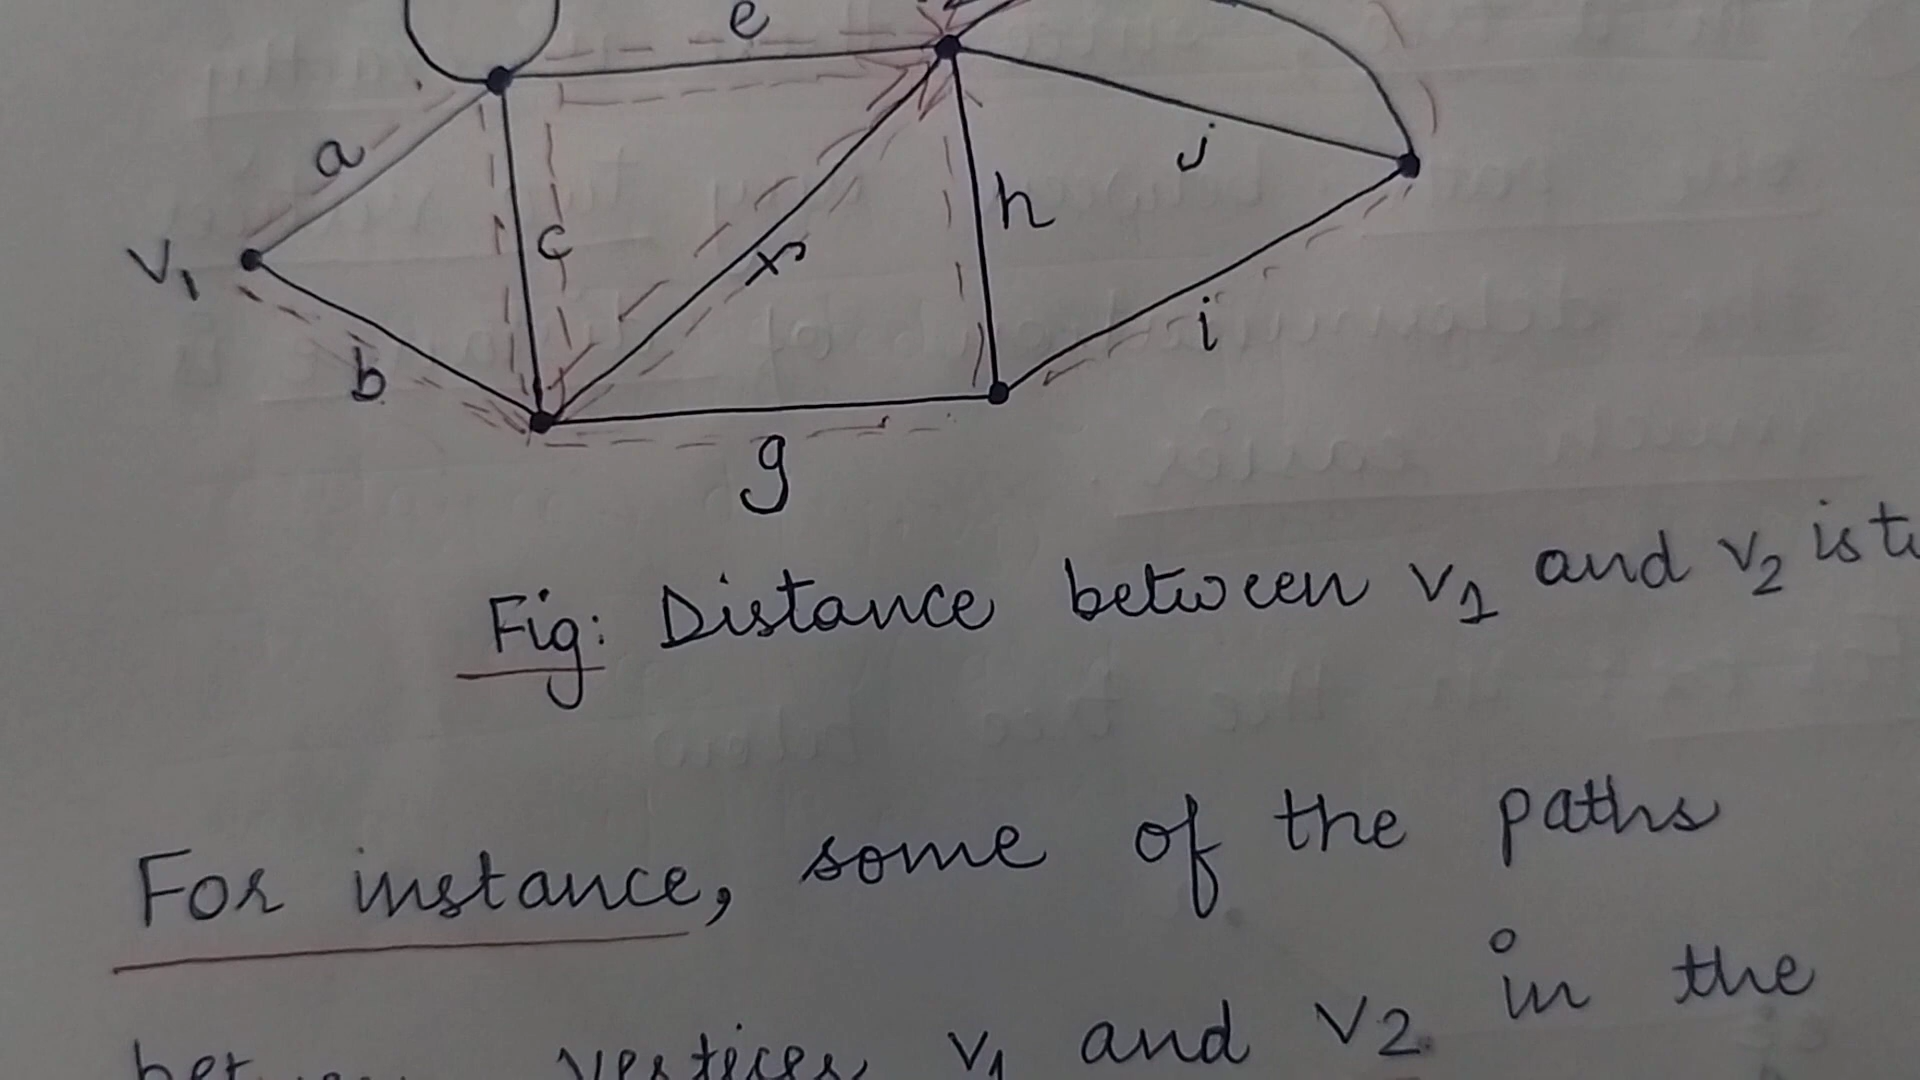 e
a
j
h
c
V1
f
i
b
g
Fig: Distance between V1 and V2 is
For instance, some of the paths
vertices V1 and V2 in the